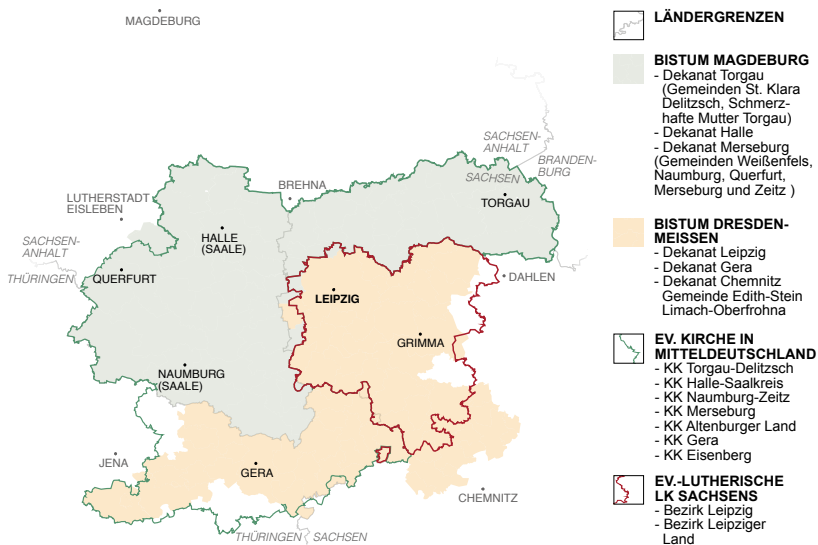 MAGDEBURG
SACHSEN-
ANHALT
BRANDEN-
BURG
SACHSEN
BREHNA
TORGAU
LUTHERSTADT
EISLEBEN
HALLE
(SAALE)
SACHSEN-
ANHALT
THÜRINGEN
QUERFURT
DAHLEN
LEIPZIG
GRIMMA
NAUMBURG
(SAALE)
JENA
GERA
CHEMNITZ
THÜRINGEN
SACHSEN
LÄNDERGRENZEN
BISTUM MAGDEBURG
- Dekanat Torgau
(Gemeinden St. Klara
Delitzsch, Schmerz-
hafte Mutter Torgau)
- Dekanat Halle
- Dekanat Merseburg
(Gemeinden Weißenfels,
Naumburg, Querfurt,
Merseburg und Zeitz )
BISTUM DRESDEN-
MEISSEN
- Dekanat Leipzig
- Dekanat Gera
- Dekanat Chemnitz
Gemeinde Edith-Stein
Limach-Oberfrohna
EV. KIRCHE IN
MITTELDEUTSCHLAND
- KK Torgau-Delitzsch
- KK Halle-Saalkreis
- KK Naumburg-Zeitz
- KK Merseburg
- KK Altenburger Land
- KK Gera
- KK Eisenberg
EV.-LUTHERISCHE
LK SACHSENS
- Bezirk Leipzig
- Bezirk Leipziger
Land